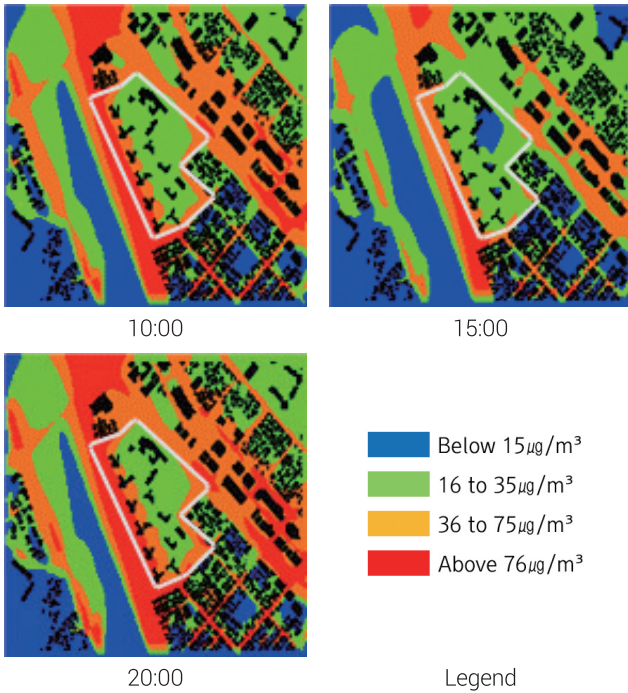 10:00
15:00
Below 15㎍/m³
16 to 35㎍/m³
36 to 75㎍/m³
Above 76㎍/m³
20:00
Legend